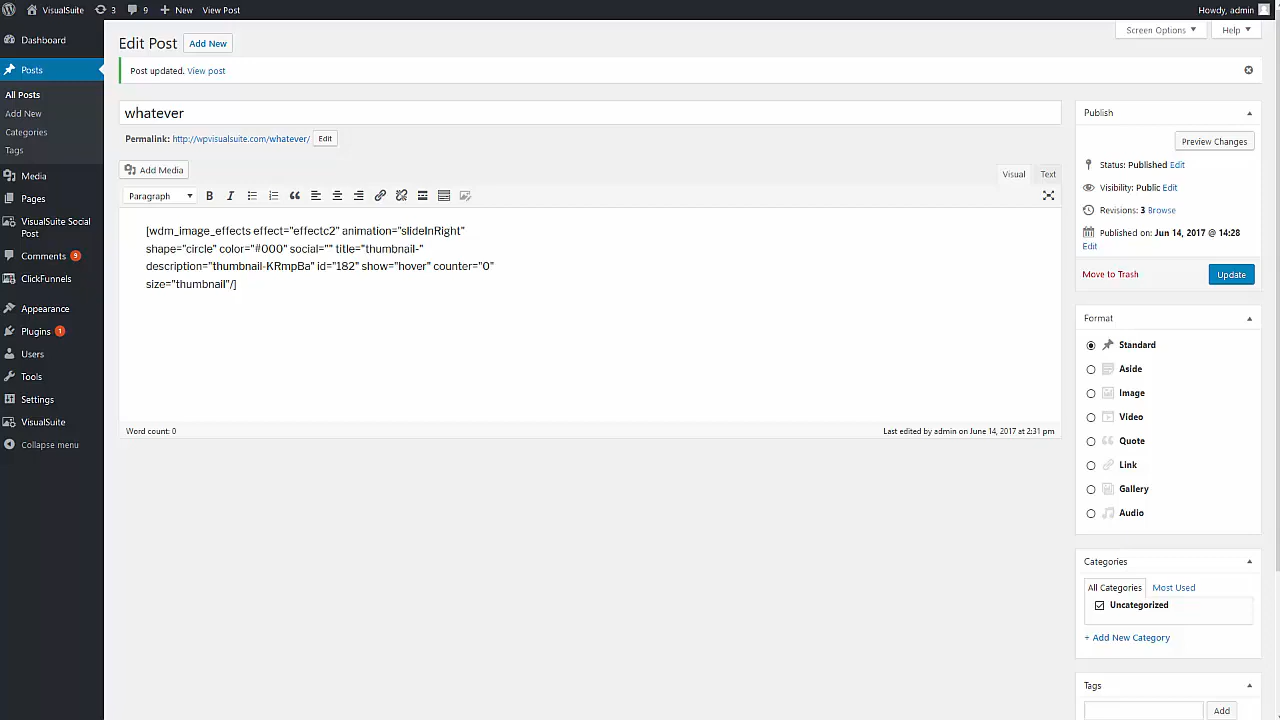 VisualSuite 3 9 New View Post Howdy, admin
Screen Options Help
Dashboard
Posts
All Posts
Add New
Categories
Tags
Media
Pages
VisualSuite Social
Post
Comments 9
ClickFunnels
Appearance
Plugins 1
Users
Tools
Settings
VisualSuite
Collapse menu
Edit Post Add New
Post updated. View post
whatever
Permalink: http://wpvisualsuite.com/whatever/ Edit
Add Media
Visual Text
Paragraph B I
[wdm_image_effects effect="effectc2" animation="slideInRight"
shape="circle" color="#000" social="" title="thumbnail-"
description="thumbnail-KRmpBa" id="182" show="hover" counter="0"
size="thumbnail"/]
Word count: 0 Last edited by admin on June 14, 2017 at 2:31 pm
Publish
Preview Changes
Status: Published Edit
Visibility: Public Edit
Revisions: 3 Browse
Published on: Jun 14, 2017 @ 14:28
Edit
Move to Trash Update
Format
Standard
Aside
Image
Video
Quote
Link
Gallery
Audio
Categories
All Categories Most Used
Uncategorized
+ Add New Category
Tags
Add